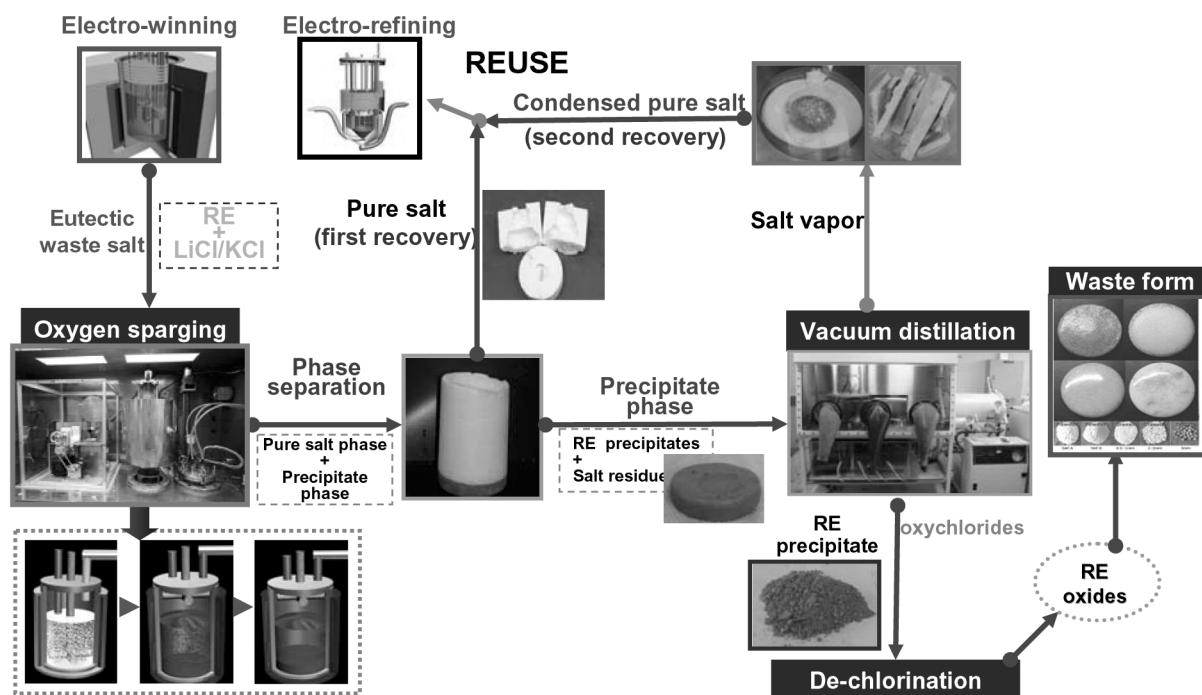 Electro-winning
Electro-refining
REUSE
Condensed pure salt
(second recovery)
Eutectic
waste salt
RE
+
LiCl/KCl
Pure salt
(first recovery)
Salt vapor
Waste form
Oxygen sparging
Vacuum distillation
Phase
separation
Pure salt phase
+
Precipitate
phase
Precipitate
phase
RE precipitates
+
Salt residue
RE
precipitate
oxychlorides
RE
oxides
De-chlorination